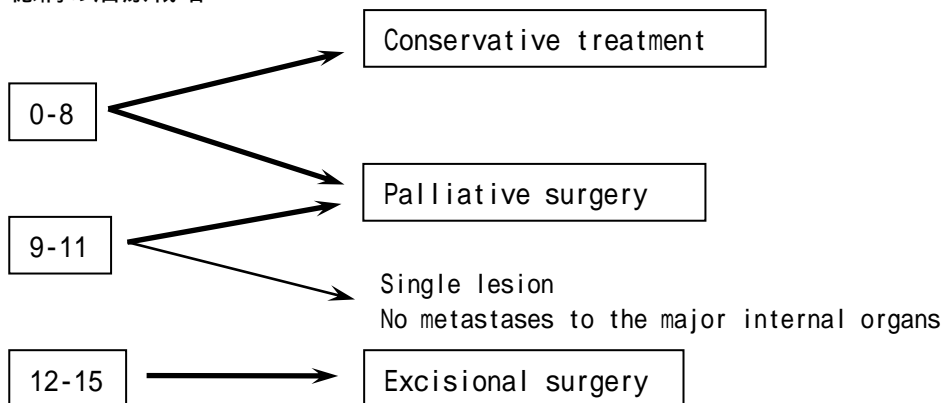 Conservative treatment
0-8
Palliative surgery
9-11
Single lesion
No metastases to the major internal organs
12-15
Excisional surgery